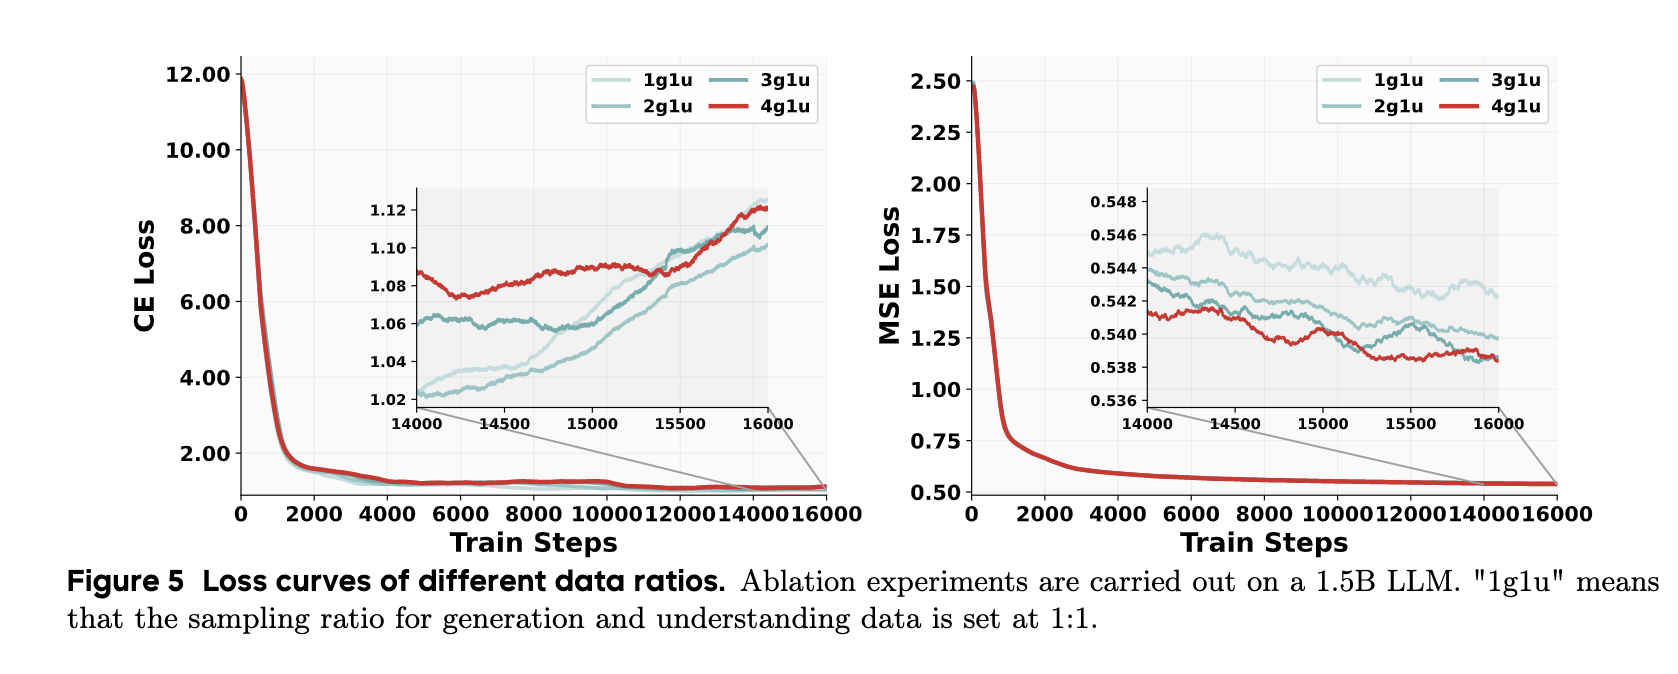 CE Loss
12.00
10.00
8.00
6.00
4.00
2.00
1g1u
2g1u
3g1u
4g1u
1.12
1.10
1.08
1.06
1.04
1.02
14000 14500 15000 15500 16000
0 2000 4000 6000 8000 10000 12000 14000 16000
Train Steps
MSE Loss
2.50
2.25
2.00
1.75
1.50
1.25
1.00
0.75
0.50
1g1u
2g1u
3g1u
4g1u
0.548
0.546
0.544
0.542
0.540
0.538
0.536
14000 14500 15000 15500 16000
0 2000 4000 6000 8000 10000 12000 14000 16000
Train Steps
Figure 5 Loss curves of different data ratios. Ablation experiments are carried out on a 1.5B LLM. "1g1u" means
that the sampling ratio for generation and understanding data is set at 1:1.